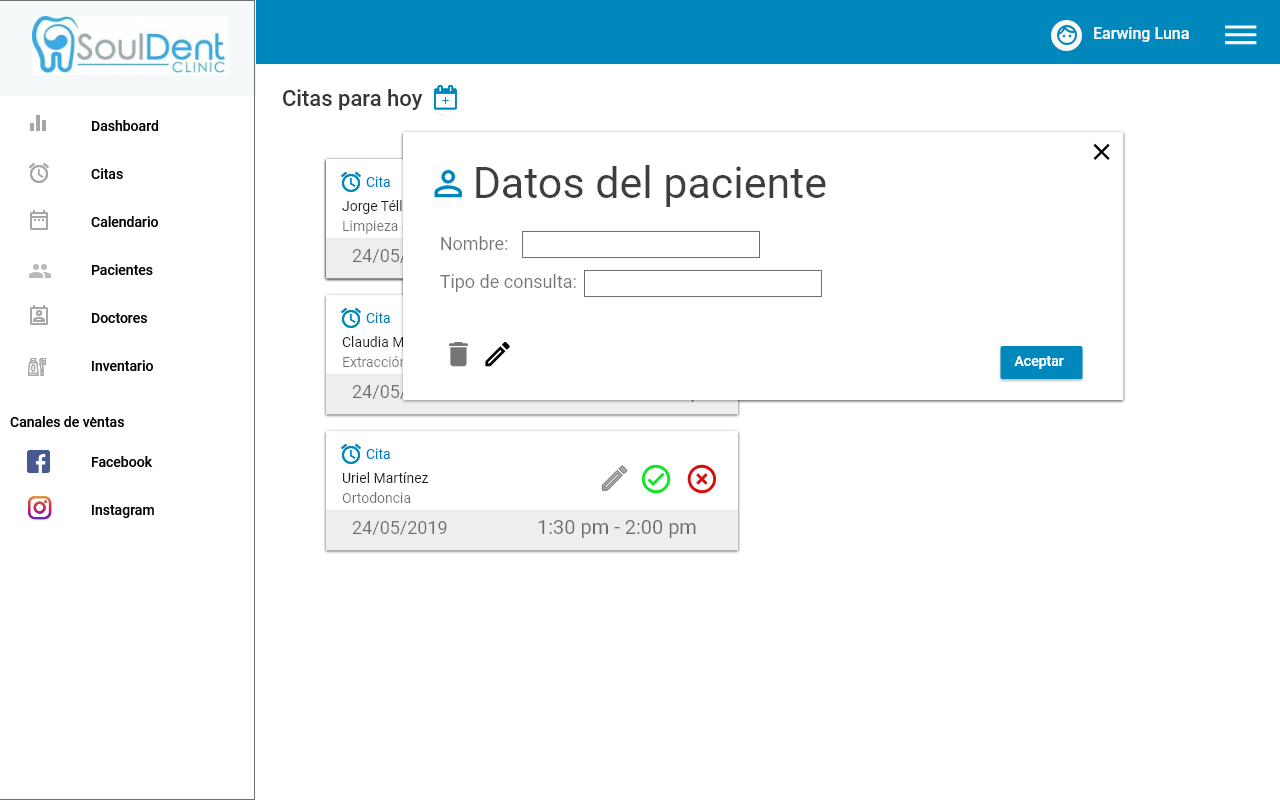 SoulDent
CLINIC
Earwing Luna
Dashboard
Citas
Calendario
Pacientes
Doctores
Inventario
Canales de ventas
Facebook
Instagram
Citas para hoy
Cita
Jorge Téll
Limpieza
24/05/
Cita
Claudia M
Extracción
24/05/
Datos del paciente
Nombre:
Tipo de consulta:
Aceptar
Cita
Uriel Martínez
Ortodoncia
24/05/2019
1:30 pm - 2:00 pm